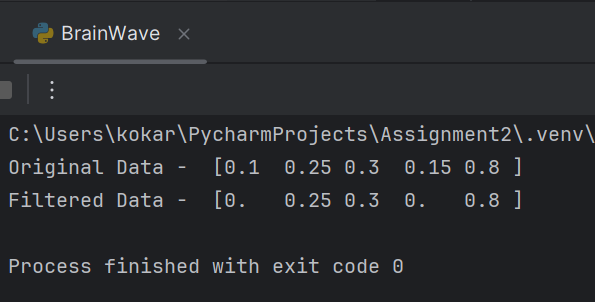 BrainWave
C:\Users\kokar\PycharmProjects\Assignment2\.venv\
Original Data -  [0.1  0.25 0.3  0.15 0.8 ]
Filtered Data -  [0.   0.25 0.3  0.   0.8 ]
Process finished with exit code 0